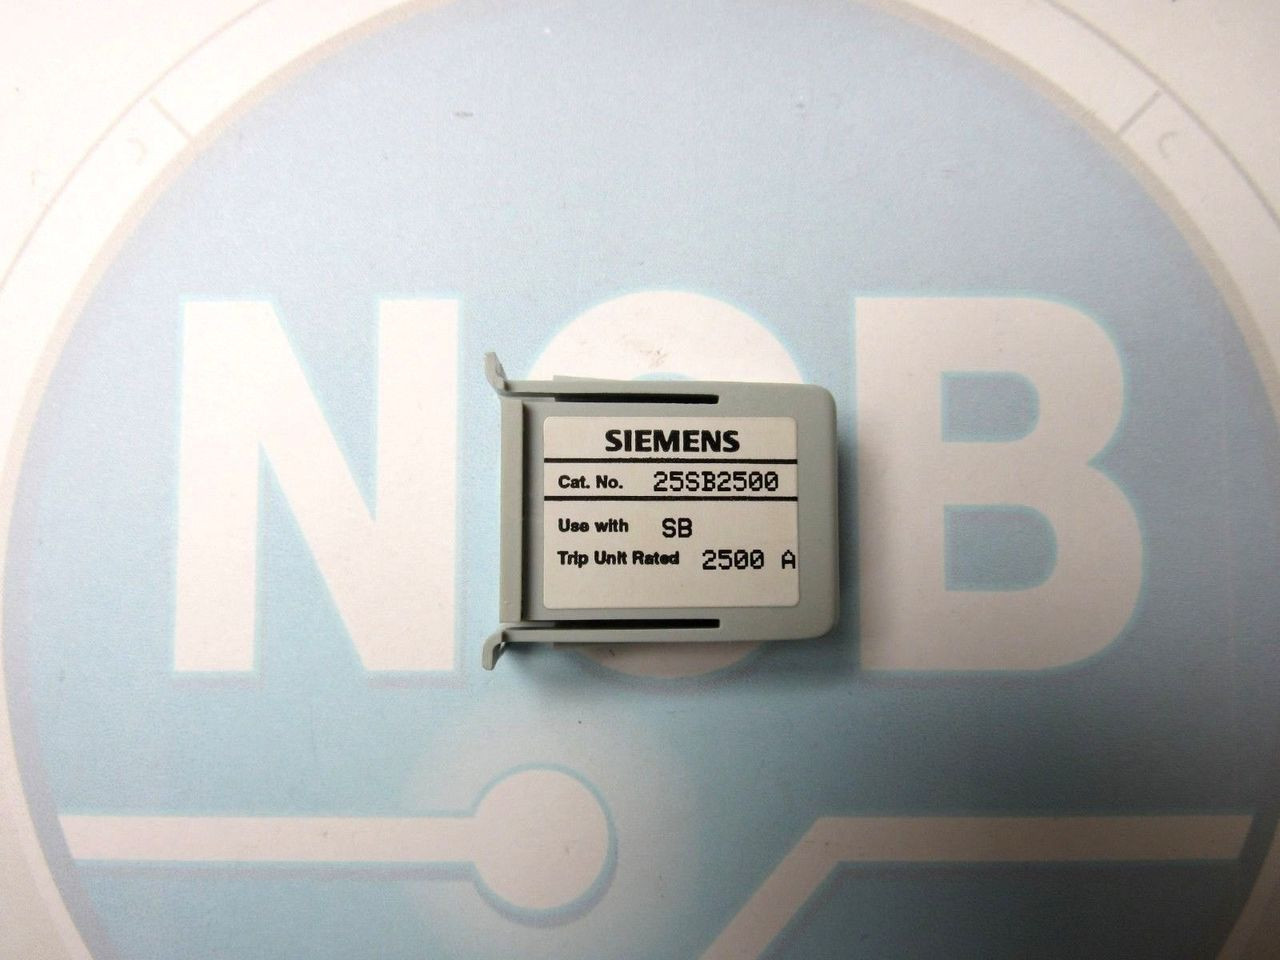 NOB
SIEMENS
Cat. No. 25SB2500
Use with SB
Trip Unit Rated 2500 A